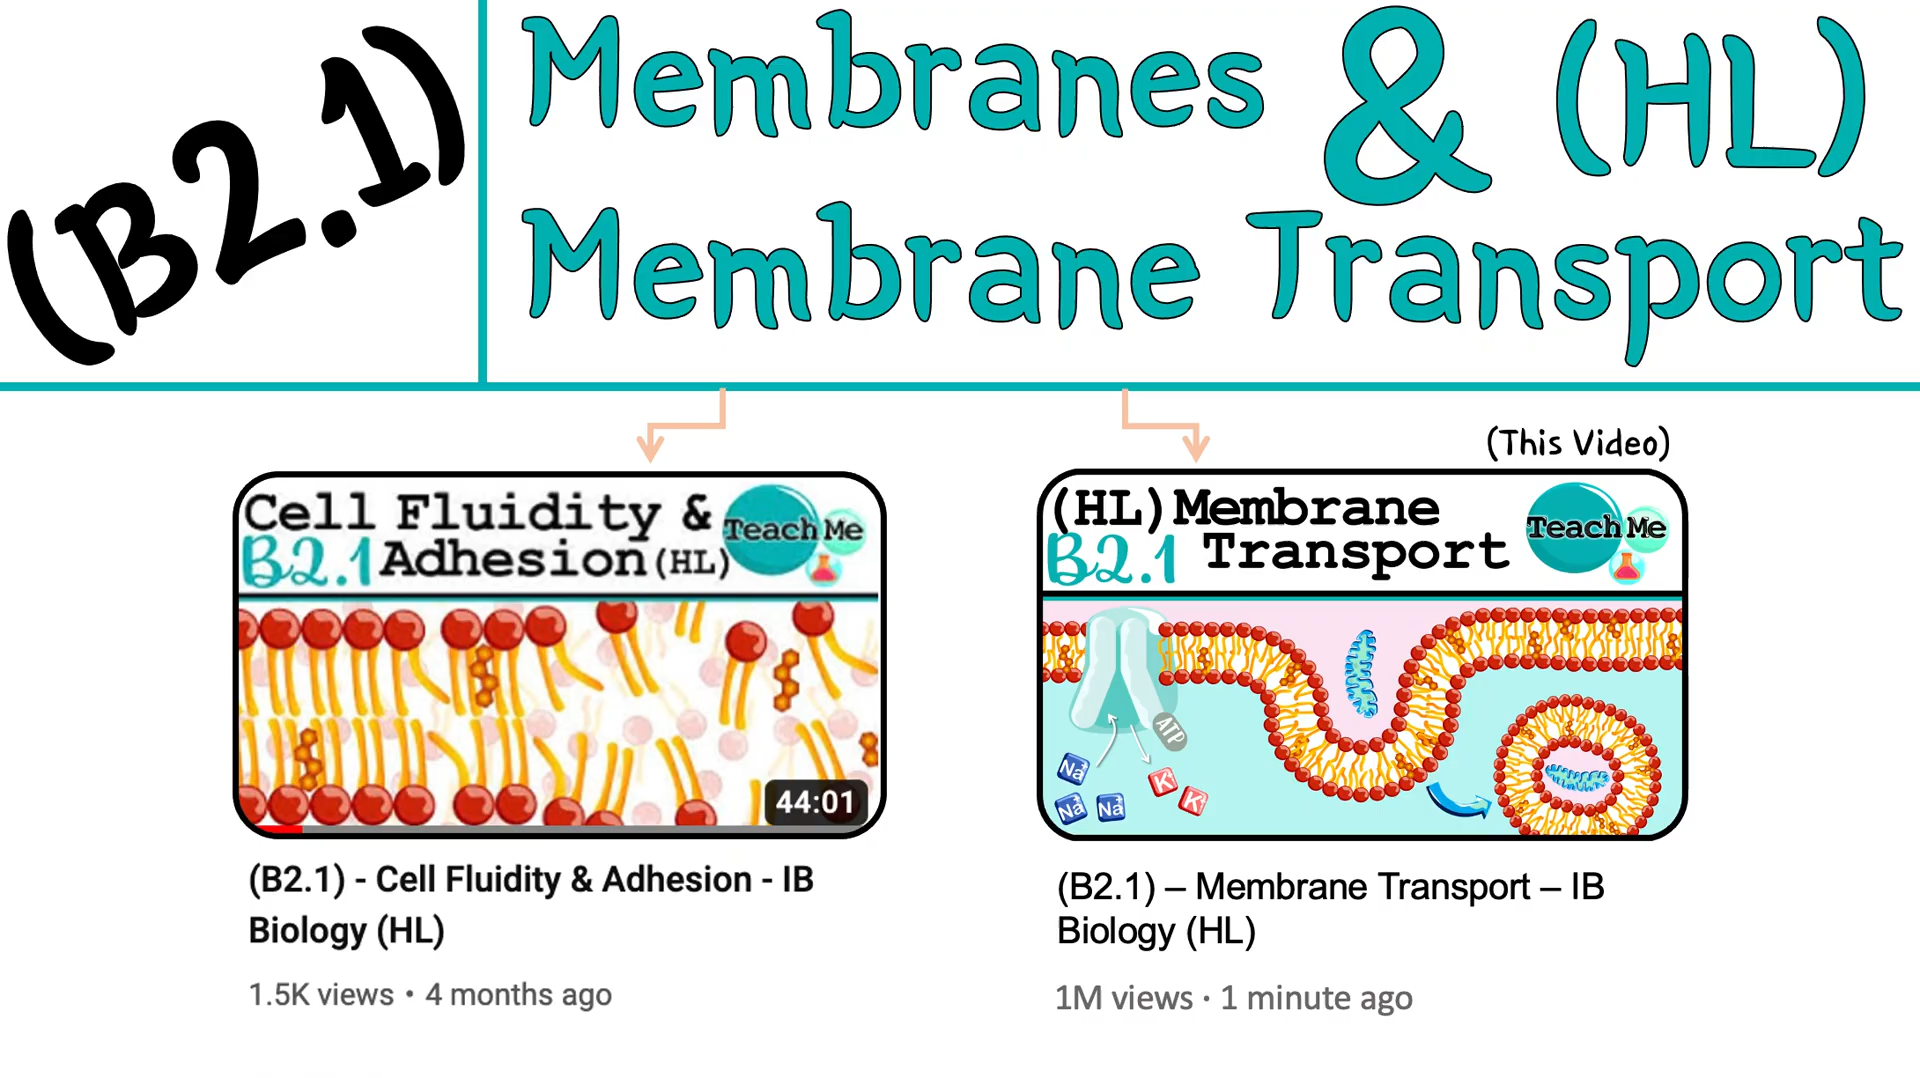 (B2.1)
Membranes & (HL)
Membrane Transport
(This Video)
Cell Fluidity &
B2.1 Adhesion (HL)
Teach Me
44:01
(B2.1) - Cell Fluidity & Adhesion - IB
Biology (HL)
1.5K views • 4 months ago
(HL) Membrane
B2.1 Transport
Teach Me
ATP
Na+
Na+
Na+
K+
K+
(B2.1) – Membrane Transport – IB
Biology (HL)
1M views · 1 minute ago